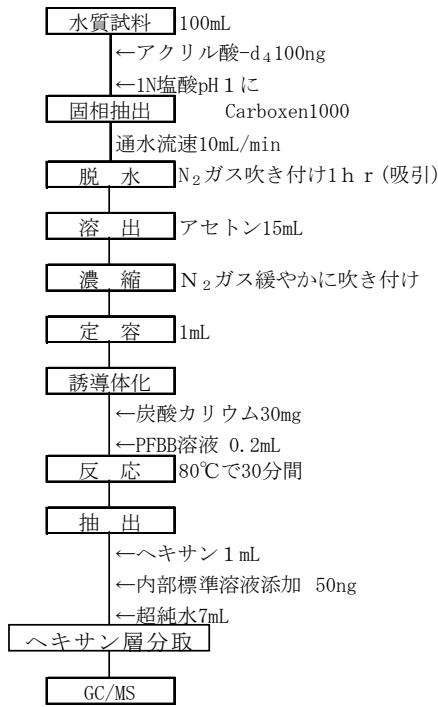 水質試料 100mL
←アクリル酸-d₄100ng
←1N塩酸pH１に
固相抽出 Carboxen1000
通水流速10mL/min
脱　水 N₂ガス吹き付け1ｈｒ(吸引)
溶　出 アセトン15mL
濃　縮 Ｎ₂ガス緩やかに吹き付け
定　容 1mL
誘導体化
←炭酸カリウム30mg
←PFBB溶液 0.2mL
反　応 80℃で30分間
抽　出
←ヘキサン１mL
←内部標準溶液添加 50ng
←超純水7mL
ヘキサン層分取
GC/MS